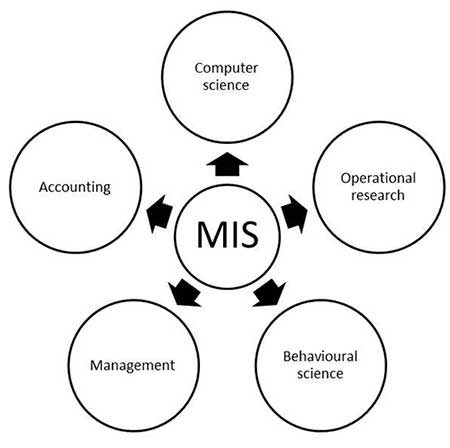 Computer
science
Accounting
Operational
research
MIS
Management
Behavioural
science